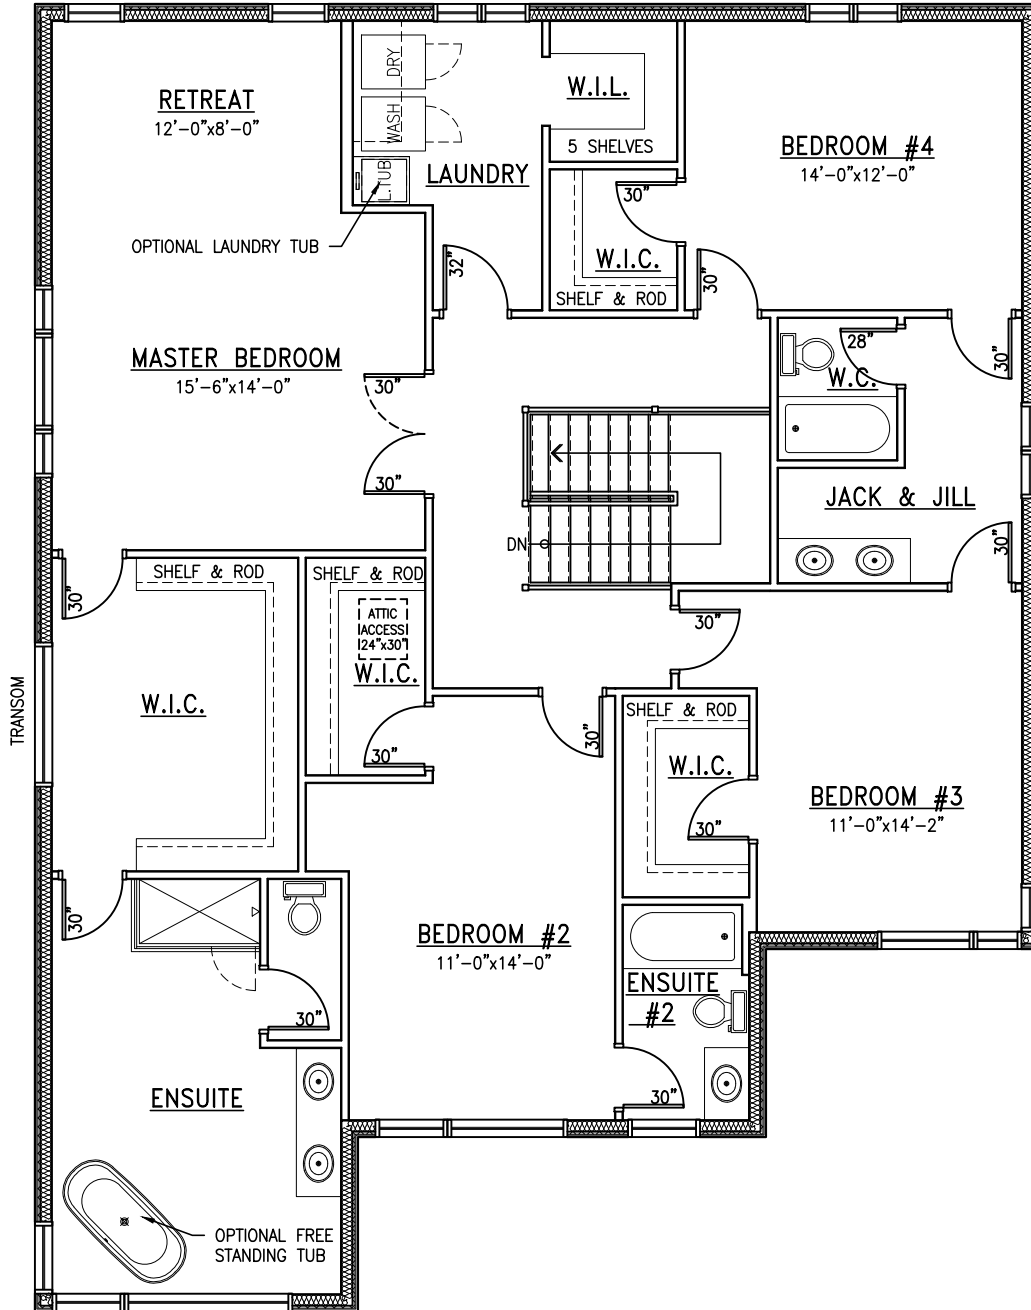 RETREAT
12'-0"x8'-0"
DRY
WASH
L.TUB
LAUNDRY
OPTIONAL LAUNDRY TUB
W.I.L.
5 SHELVES
BEDROOM #4
14'-0"x12'-0"
30"
W.I.C.
SHELF & ROD
32"
30"
MASTER BEDROOM
15'-6"x14'-0"
30"
30"
28"
W.C.
30"
JACK & JILL
30"
DN
SHELF & ROD
30"
W.I.C.
TRANSOM
SHELF & ROD
ATTIC
ACCESS
24"x30"
W.I.C.
30"
30"
30"
SHELF & ROD
W.I.C.
30"
BEDROOM #3
11'-0"x14'-2"
30"
BEDROOM #2
11'-0"x14'-0"
ENSUITE
#2
30"
30"
ENSUITE
OPTIONAL FREE
STANDING TUB